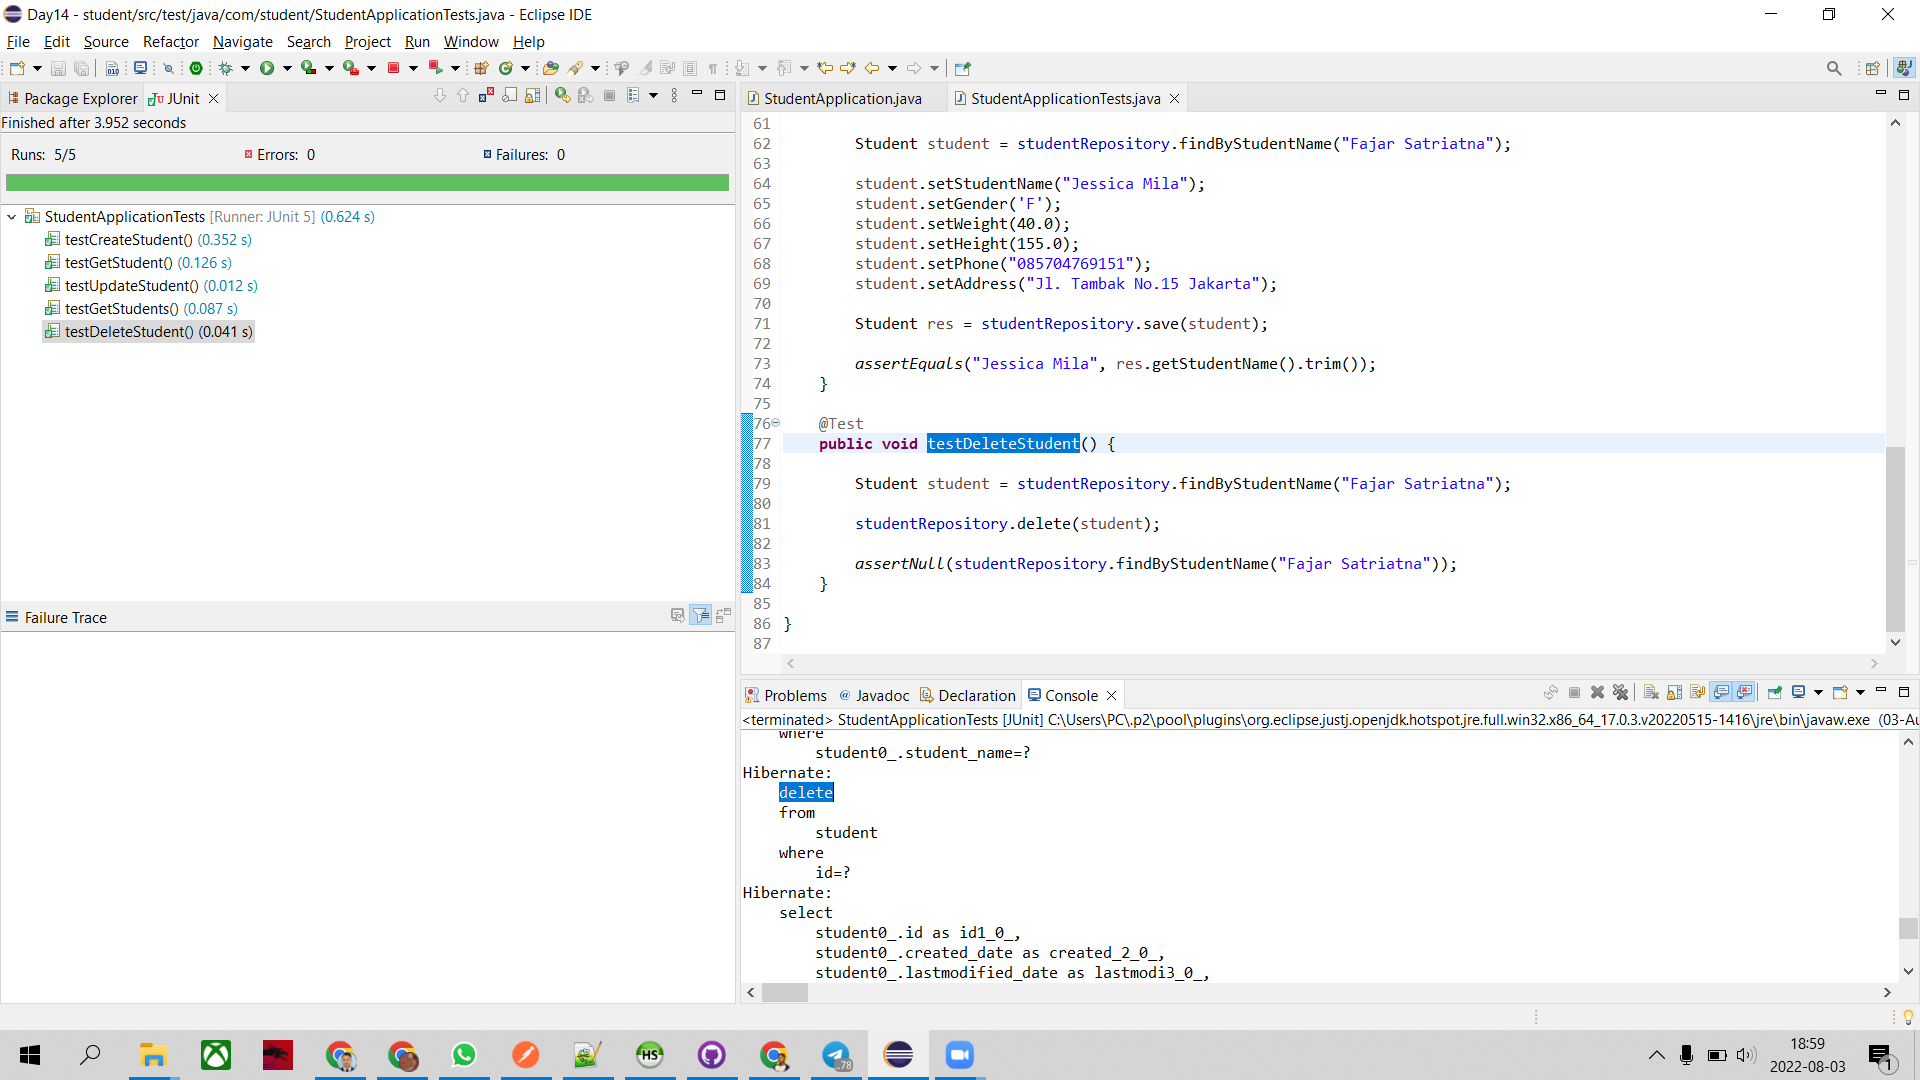 Day14 - student/src/test/java/com/student/StudentApplicationTests.java - Eclipse IDE
File Edit Source Refactor Navigate Search Project Run Window Help
Package Explorer JUnit
Finished after 3.952 seconds
Runs: 5/5 Errors: 0 Failures: 0
StudentApplicationTests [Runner: JUnit 5] (0.624 s)
testCreateStudent() (0.352 s)
testGetStudent() (0.126 s)
testUpdateStudent() (0.012 s)
testGetStudents() (0.087 s)
testDeleteStudent() (0.041 s)
Failure Trace
StudentApplication.java StudentApplicationTests.java
61
62 Student student = studentRepository.findByStudentName("Fajar Satriatna");
63
64 student.setStudentName("Jessica Mila");
65 student.setGender('F');
66 student.setWeight(40.0);
67 student.setHeight(155.0);
68 student.setPhone("085704769151");
69 student.setAddress("Jl. Tambak No.15 Jakarta");
70
71 Student res = studentRepository.save(student);
72
73 assertEquals("Jessica Mila", res.getStudentName().trim());
74 }
75
76 @Test
77 public void testDeleteStudent() {
78
79 Student student = studentRepository.findByStudentName("Fajar Satriatna");
80
81 studentRepository.delete(student);
82
83 assertNull(studentRepository.findByStudentName("Fajar Satriatna"));
84 }
85
86 }
87
Problems @ Javadoc Declaration Console
<terminated> StudentApplicationTests [JUnit] C:\Users\PC\.p2\pool\plugins\org.eclipse.justj.openjdk.hotspot.jre.full.win32.x86_64_17.0.3.v20220515-1416\jre\bin\javaw.exe (03-Au
where
student0_.student_name=?
Hibernate:
delete
from
student
where
id=?
Hibernate:
select
student0_.id as id1_0_,
student0_.created_date as created_2_0_,
student0_.lastmodified_date as lastmodi3_0_,
HS
78
18:59
2022-08-03
1